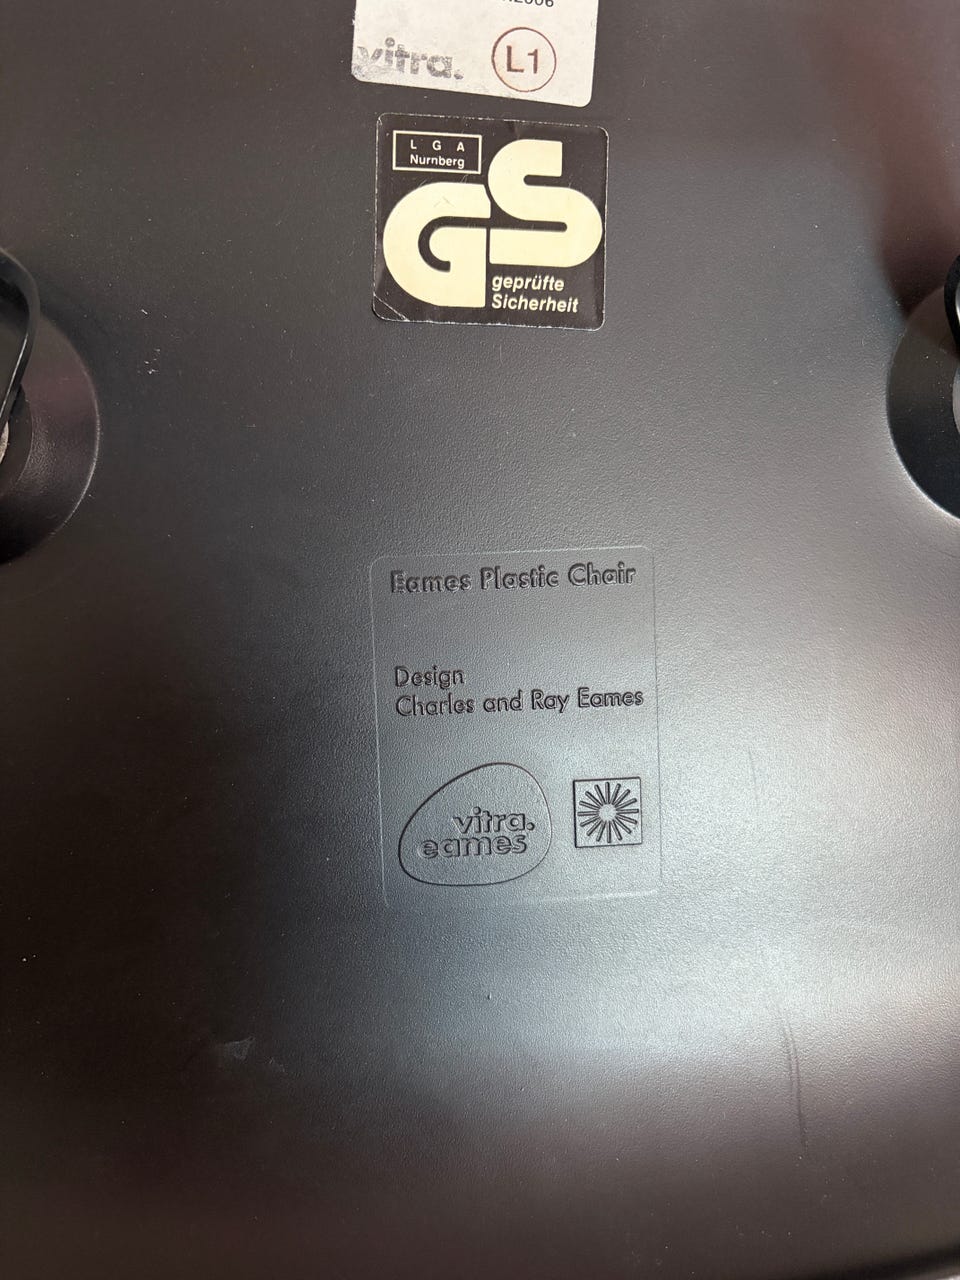 vitra.
L1
L G A
Nurnberg
GS
geprüfte
Sicherheit
Eames Plastic Chair
Design
Charles and Ray Eames
vitra.
eames